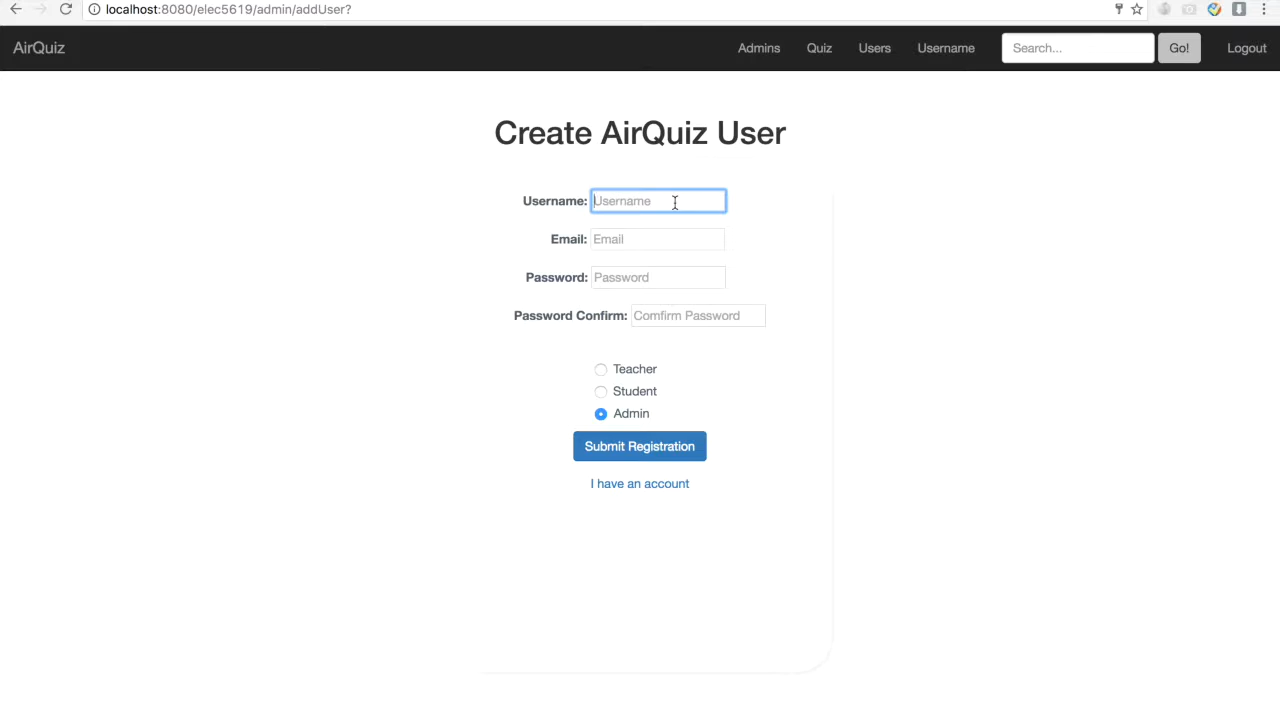 localhost:8080/elec5619/admin/addUser?
AirQuiz Admins Quiz Users Username Search... Go! Logout
Create AirQuiz User
Username: Username
Email: Email
Password: Password
Password Confirm: Comfirm Password
Teacher
Student
Admin
Submit Registration
I have an account